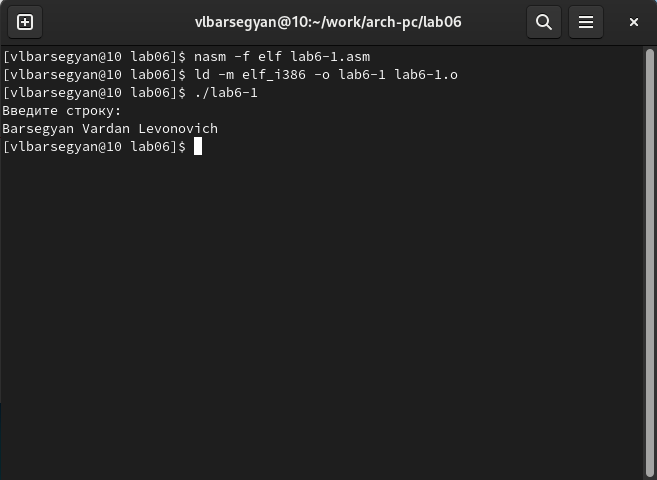 vlbarsegyan@10:~/work/arch-pc/lab06
[vlbarsegyan@10 lab06]$ nasm -f elf lab6-1.asm
[vlbarsegyan@10 lab06]$ ld -m elf_i386 -o lab6-1 lab6-1.o
[vlbarsegyan@10 lab06]$ ./lab6-1
Введите строку:
Barsegyan Vardan Levonovich
[vlbarsegyan@10 lab06]$